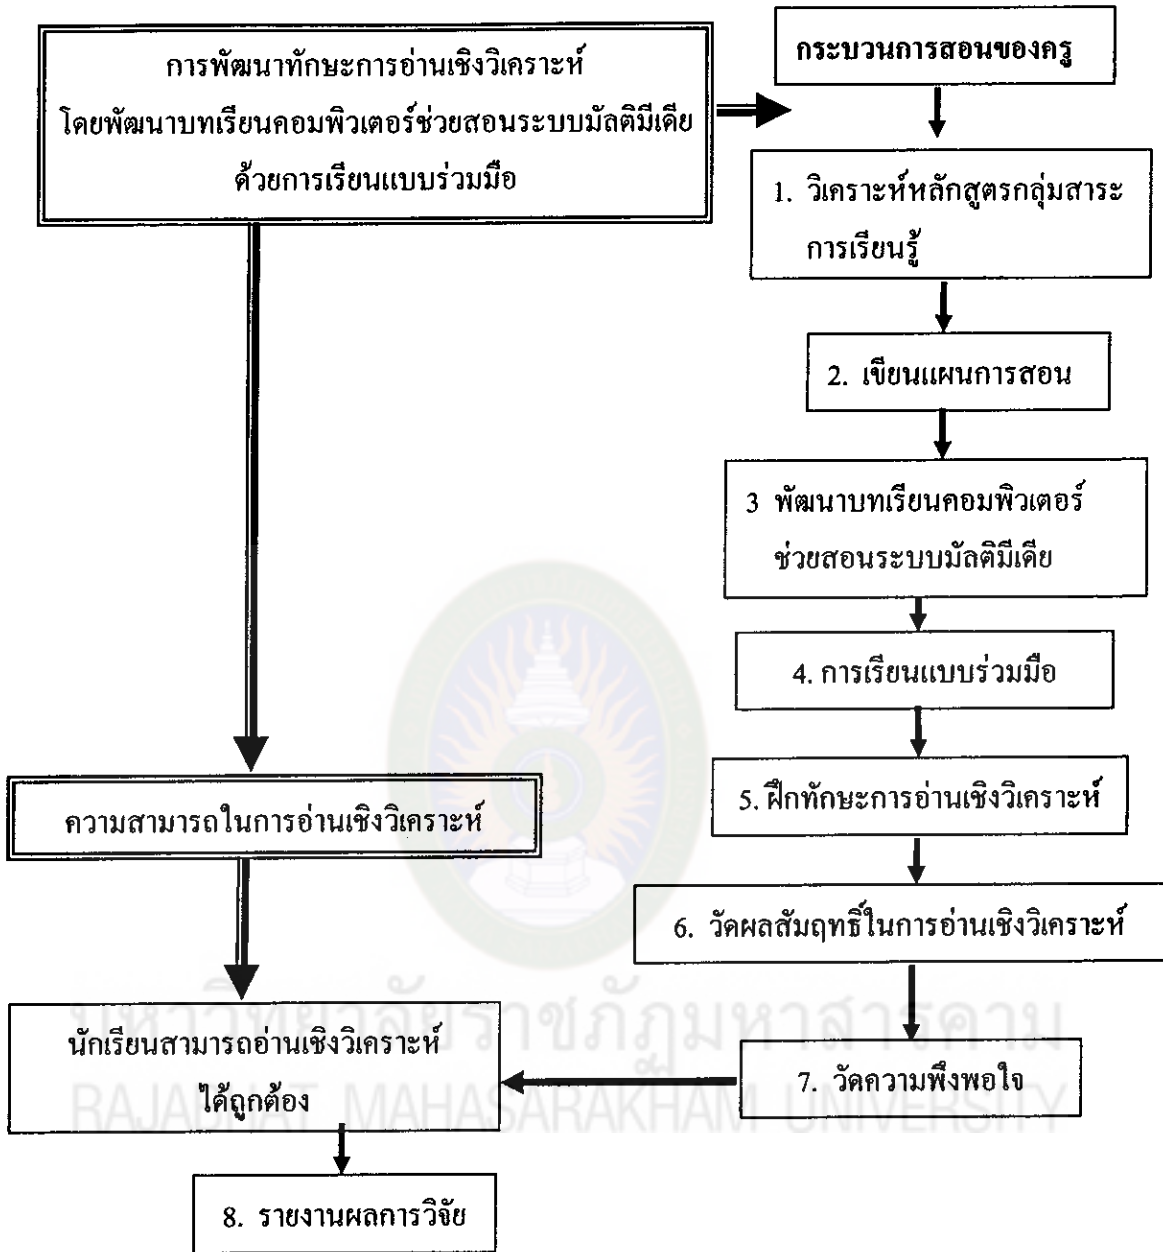 การพัฒนาทักษะการอ่านเชิงวิเคราะห์
โดยพัฒนาบทเรียนคอมพิวเตอร์ช่วยสอนระบบมัลติมีเดีย
ด้วยการเรียนแบบร่วมมือ
กระบวนการสอนของครู
1. วิเคราะห์หลักสูตรกลุ่มสาระ
การเรียนรู้
2. เขียนแผนการสอน
3 พัฒนาบทเรียนคอมพิวเตอร์
ช่วยสอนระบบมัลติมีเดีย
4. การเรียนแบบร่วมมือ
5. ฝึกทักษะการอ่านเชิงวิเคราะห์
ความสามารถในการอ่านเชิงวิเคราะห์
6. วัดผลสัมฤทธิ์ในการอ่านเชิงวิเคราะห์
7. วัดความพึงพอใจ
นักเรียนสามารถอ่านเชิงวิเคราะห์
ได้ถูกต้อง
8. รายงานผลการวิจัย
มหาวิทยาลัยราชภัฏมหาสารคาม
RAJABHAT MAHASARAKHAM UNIVERSITY